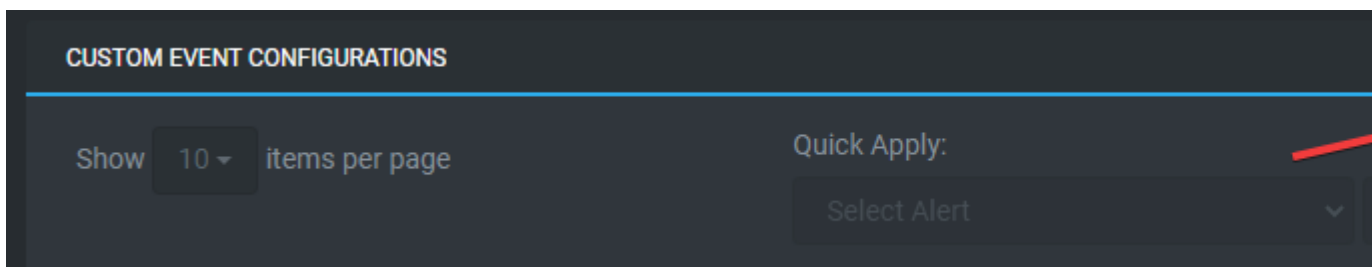 CUSTOM EVENT CONFIGURATIONS
Show 10 items per page
Quick Apply:
Select Alert